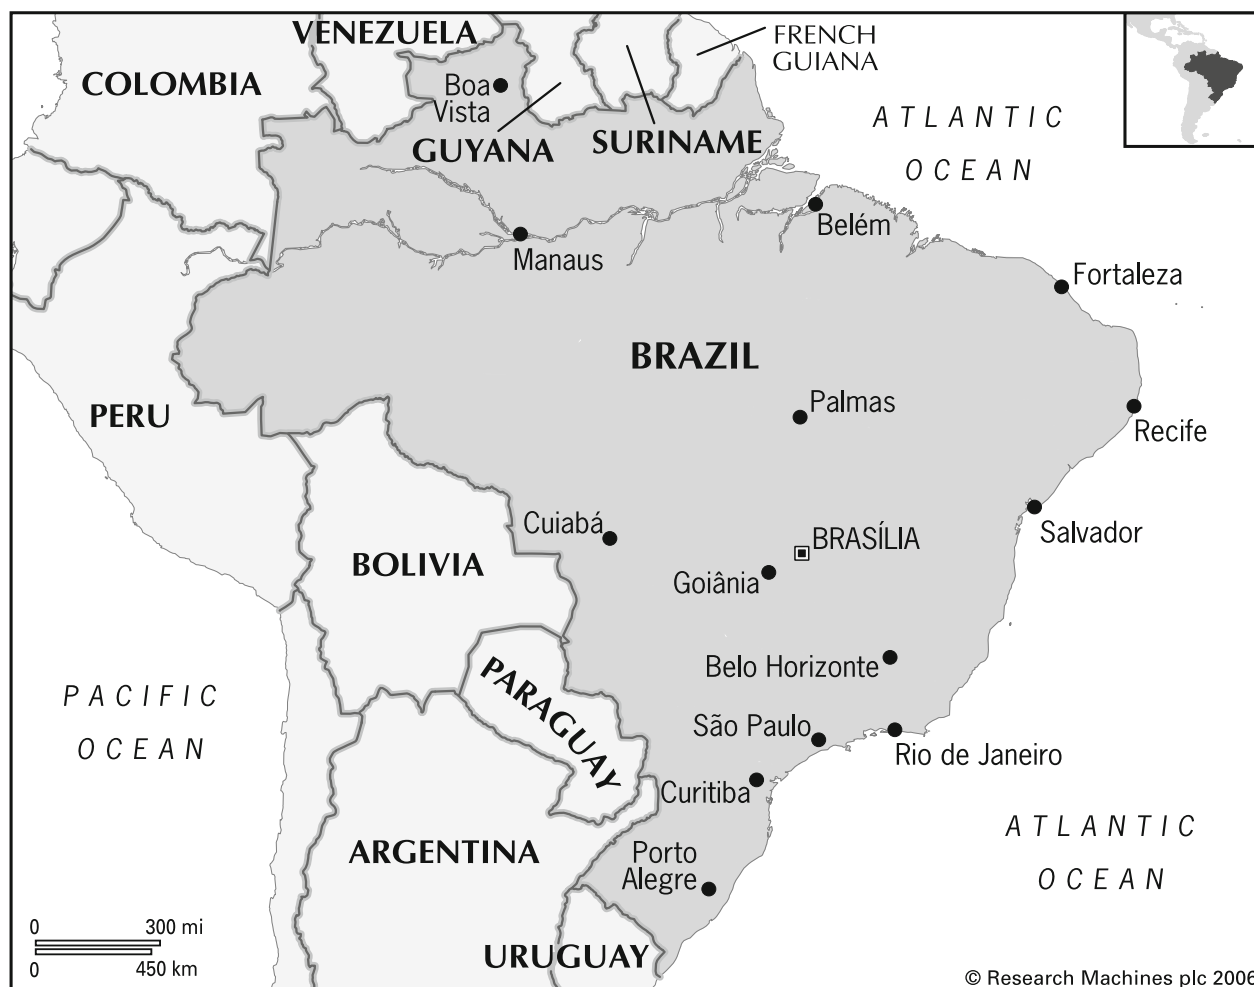 VENEZUELA
FRENCH
GUIANA
COLOMBIA
Boa
Vista
ATLANTIC
OCEAN
GUYANA
SURINAME
Belém
Manaus
Fortaleza
BRAZIL
PERU
Palmas
Recife
Cuiabá
BRASÍLIA
Salvador
BOLIVIA
Goiânia
Belo Horizonte
PACIFIC
OCEAN
PARAGUAY
São Paulo
Rio de Janeiro
Curitiba
ATLANTIC
OCEAN
ARGENTINA
Porto
Alegre
0 300 mi
0 450 km
URUGUAY
© Research Machines plc 2006